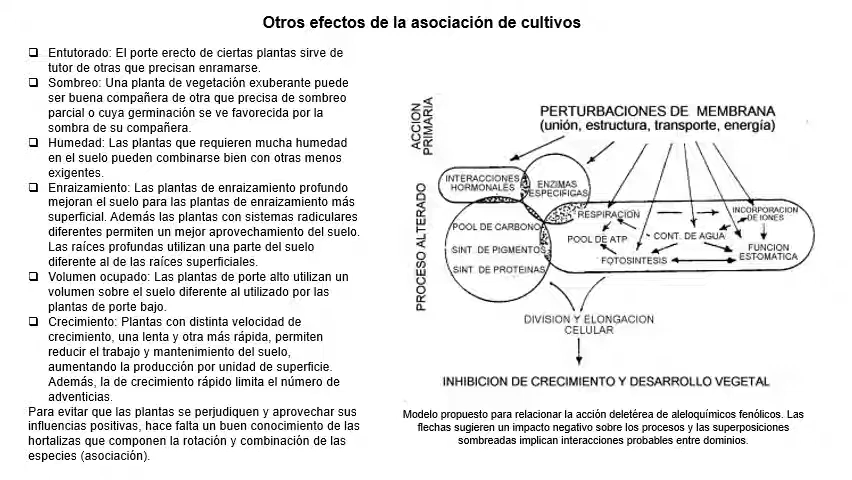 Otros efectos de la asociación de cultivos
❑ Entutorado: El porte erecto de ciertas plantas sirve de
tutor de otras que precisan enramarse.
❑ Sombreo: Una planta de vegetación exuberante puede
ser buena compañera de otra que precisa de sombreo
parcial o cuya germinación se ve favorecida por la
sombra de su compañera.
❑ Humedad: Las plantas que requieren mucha humedad
en el suelo pueden combinarse bien con otras menos
exigentes.
❑ Enraizamiento: Las plantas de enraizamiento profundo
mejoran el suelo para las plantas de enraizamiento más
superficial. Además las plantas con sistemas radiculares
diferentes permiten un mejor aprovechamiento del suelo.
Las raíces profundas utilizan una parte del suelo
diferente al de las raíces superficiales.
❑ Volumen ocupado: Las plantas de porte alto utilizan un
volumen sobre el suelo diferente al utilizado por las
plantas de porte bajo.
❑ Crecimiento: Plantas con distinta velocidad de
crecimiento, una lenta y otra más rápida, permiten
reducir el trabajo y mantenimiento del suelo,
aumentando la producción por unidad de superficie.
Además, la de crecimiento rápido limita el número de
adventicias.
Para evitar que las plantas se perjudiquen y aprovechar sus
influencias positivas, hace falta un buen conocimiento de las
hortalizas que componen la rotación y combinación de las
especies (asociación).
ACCION
PRIMARIA
PERTURBACIONES DE MEMBRANA
(unión, estructura, transporte, energía)
PROCESO ALTERADO
INTERACCIONES
HORMONALES
ENZIMAS
ESPECIFICAS
RESPIRACION
INCORPORACION
DE IONES
POOL DE CARBONO
POOL DE ATP
CONT. DE AGUA
SINT. DE PIGMENTOS
FUNCION
ESTOMATICA
FOTOSINTESIS
SINT. DE PROTEINAS
DIVISION Y ELONGACION
CELULAR
INHIBICION DE CRECIMIENTO Y DESARROLLO VEGETAL
Modelo propuesto para relacionar la acción deletérea de aleloquímicos fenólicos. Las
flechas sugieren un impacto negativo sobre los procesos y las superposiciones
sombreadas implican interacciones probables entre dominios.